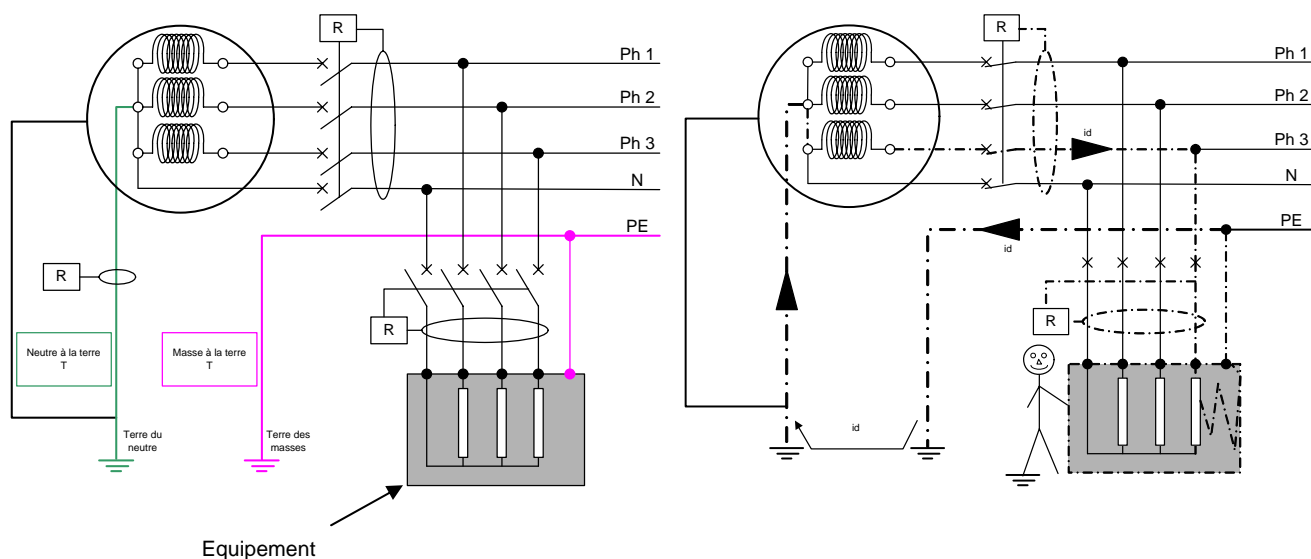 R
Ph 1
Ph 2
Ph 3
N
PE
R
R
Neutre à la terre
T
Masse à la terre
T
Terre du
neutre
Terre des
masses
Equipement
R
Ph 1
Ph 2
id
Ph 3
N
PE
id
R
id